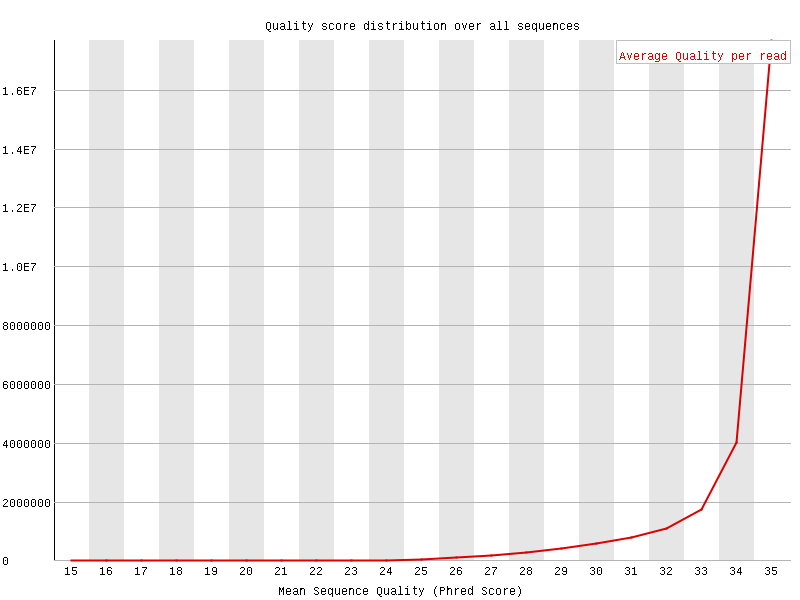 Quality score distribution over all sequences
Average Quality per read
1.6E7
1.4E7
1.2E7
1.0E7
8000000
6000000
4000000
2000000
0
15 16 17 18 19 20 21 22 23 24 25 26 27 28 29 30 31 32 33 34 35
Mean Sequence Quality (Phred Score)